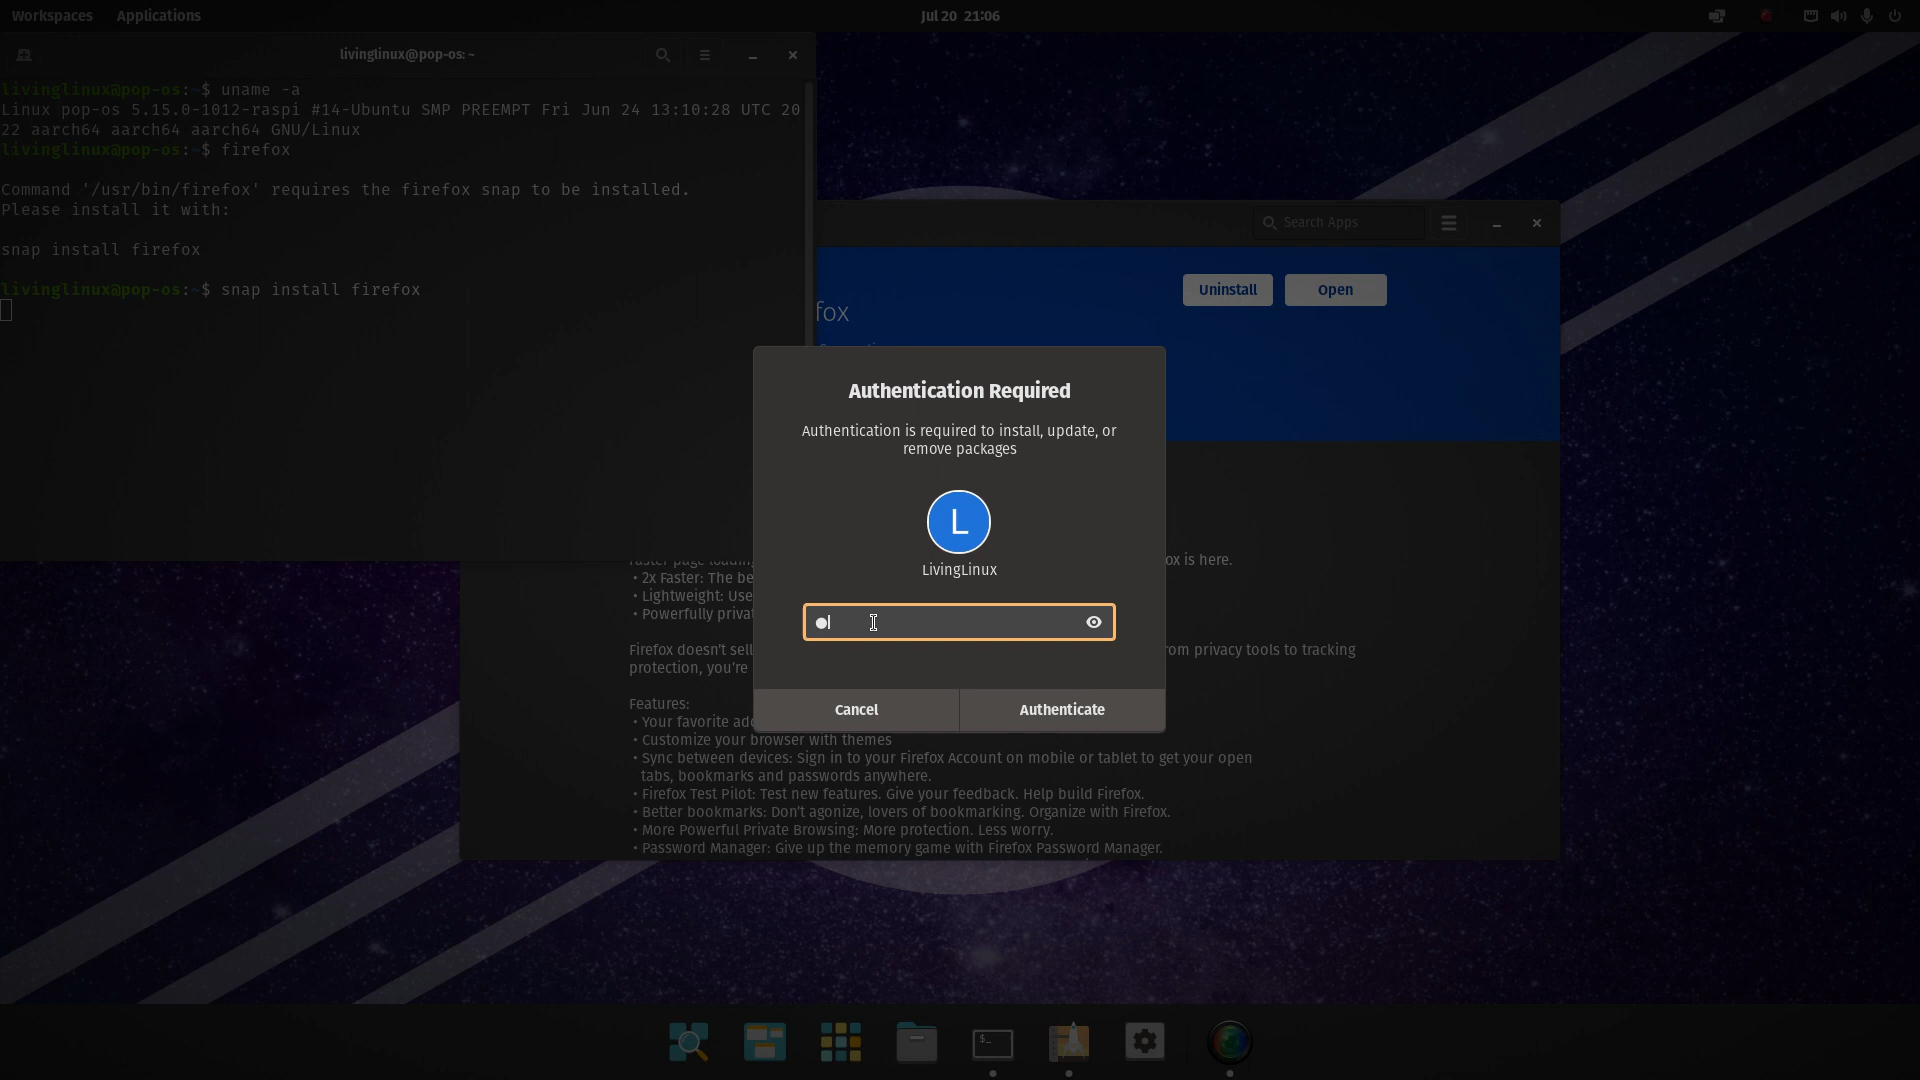 Workspaces Applications Jul 20 21:06
livinglinux@pop-os: ~
livinglinux@pop-os:~$ uname -a
Linux pop-os 5.15.0-1012-raspi #14-Ubuntu SMP PREEMPT Fri Jun 24 13:10:28 UTC 20
22 aarch64 aarch64 aarch64 GNU/Linux
livinglinux@pop-os:~$ firefox
Command '/usr/bin/firefox' requires the firefox snap to be installed.
Please install it with:
snap install firefox
livinglinux@pop-os:~$ snap install firefox
Search Apps
Uninstall Open
fox
Authentication Required
Authentication is required to install, update, or
remove packages
L
LivingLinux
Cancel Authenticate
faster page loading ox is here.
• 2x Faster: The be
• Lightweight: Use
• Powerfully privat
Firefox doesn't sell rom privacy tools to tracking
protection, you're
Features:
• Your favorite add
• Customize your browser with themes
• Sync between devices: Sign in to your Firefox Account on mobile or tablet to get your open
tabs, bookmarks and passwords anywhere.
• Firefox Test Pilot: Test new features. Give your feedback. Help build Firefox.
• Better bookmarks: Don't agonize, lovers of bookmarking. Organize with Firefox.
• More Powerful Private Browsing: More protection. Less worry.
• Password Manager: Give up the memory game with Firefox Password Manager.
$_